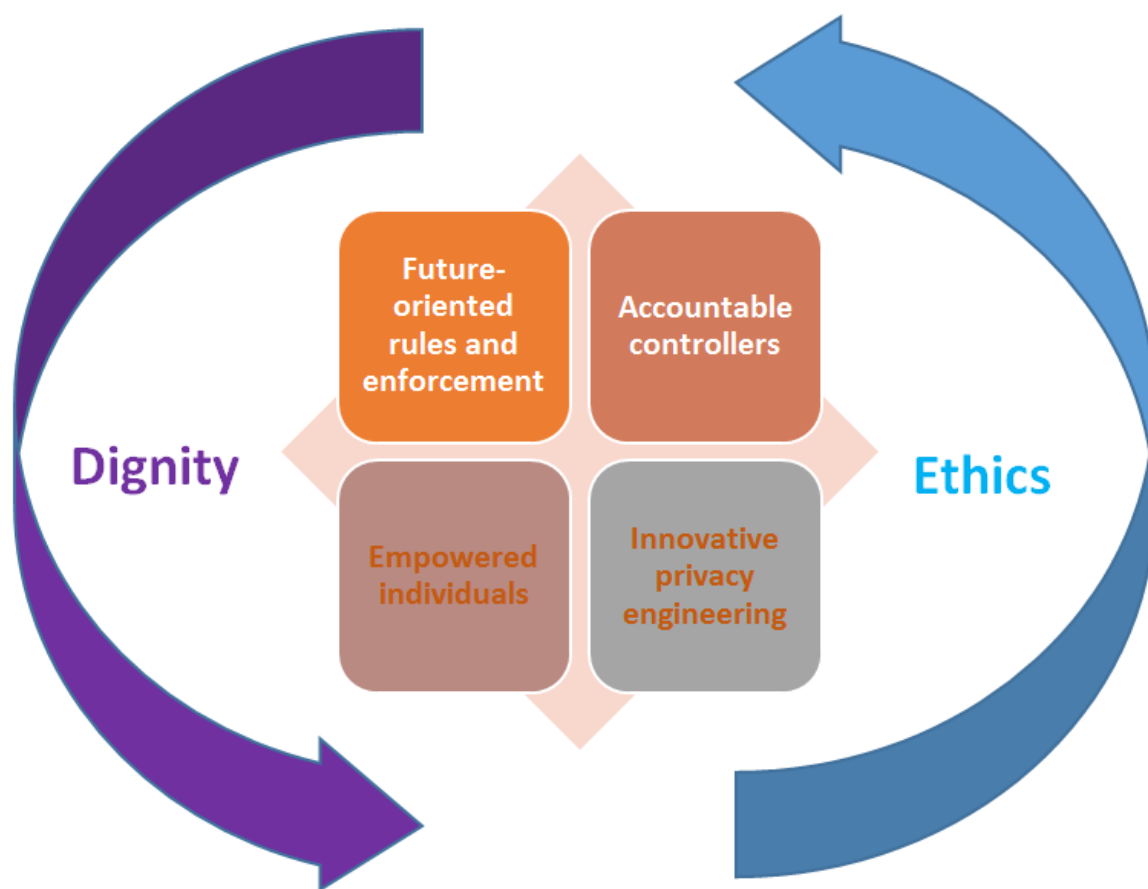 Future-
oriented
rules and
enforcement
Accountable
controllers
Dignity
Ethics
Empowered
individuals
Innovative
privacy
engineering